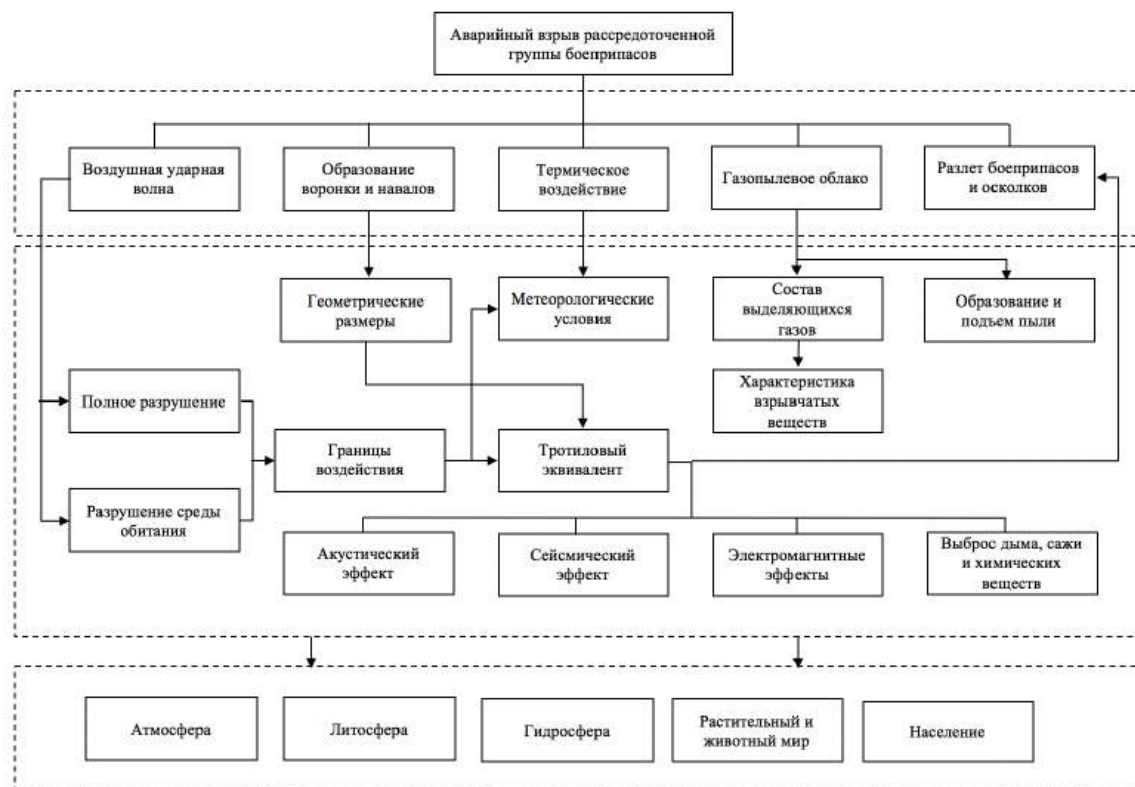 Аварийный взрыв рассредоточенной
группы боеприпасов
Воздушная ударная
волна
Образование
воронки и навалов
Термическое
воздействие
Газопылевое облако
Разлет боеприпасов
и осколков
Геометрические
размеры
Метеорологические
условия
Состав
выделяющихся
газов
Образование и
подъем пыли
Полное разрушение
Характеристика
взрывчатых
веществ
Границы
воздействия
Тротиловый
эквивалент
Разрушение среды
обитания
Акустический
эффект
Сейсмический
эффект
Электромагнитные
эффекты
Выброс дыма, сажи
и химических
веществ
Атмосфера
Литосфера
Гидросфера
Растительный и
животный мир
Население